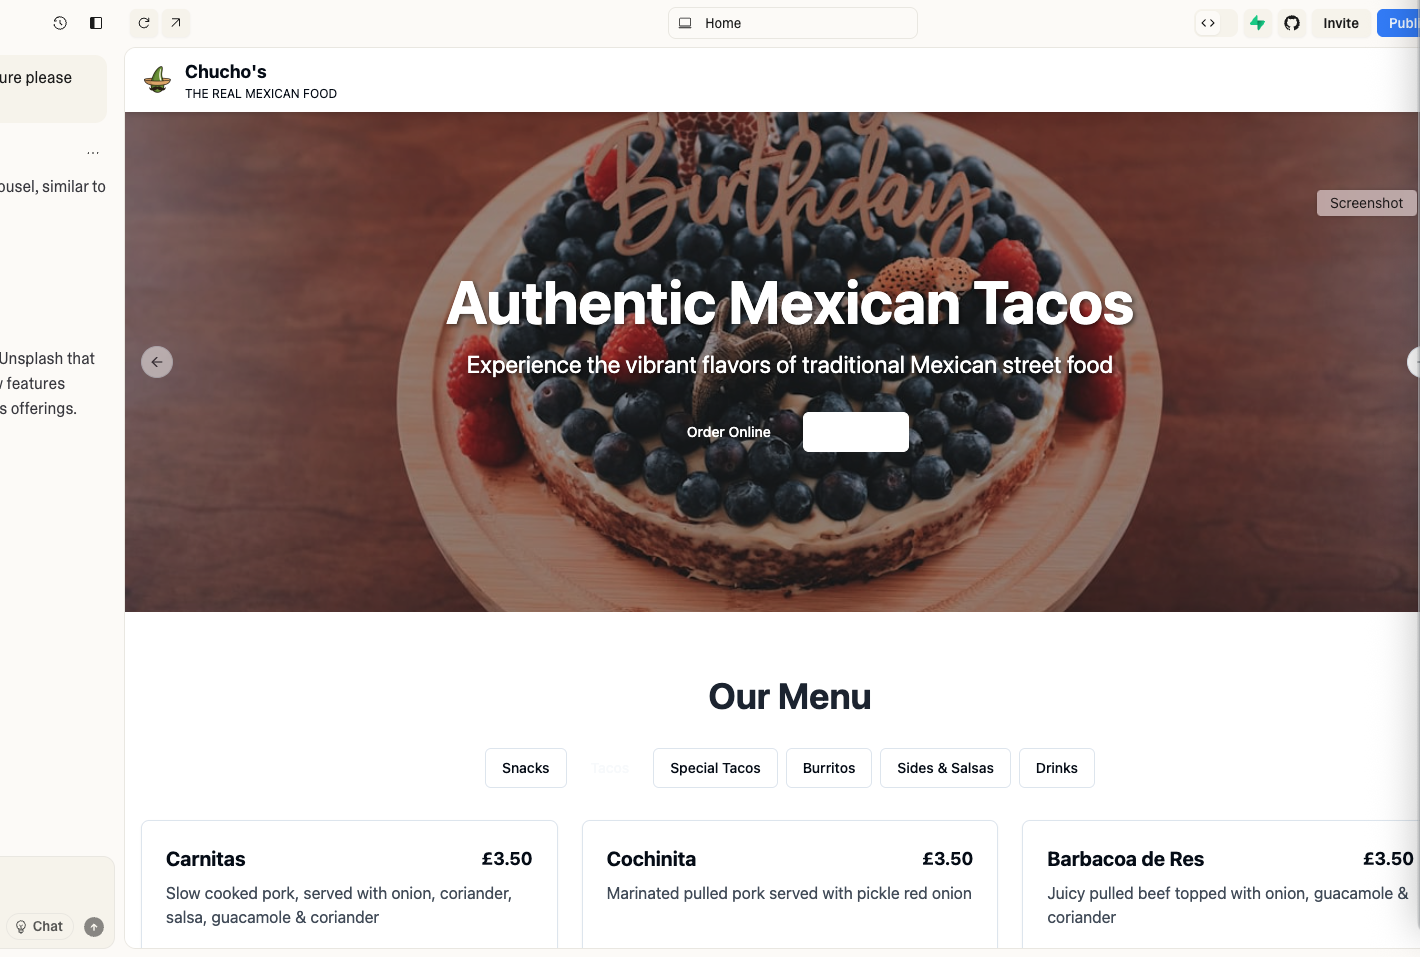 Home
Invite
ure please
Chucho's
THE REAL MEXICAN FOOD
...
ousel, similar to
Birthday
Screenshot
Authentic Mexican Tacos
Experience the vibrant flavors of traditional Mexican street food
Unsplash that
features
s offerings.
Order Online
Our Menu
Snacks
Tacos
Special Tacos
Burritos
Sides & Salsas
Drinks
Carnitas
£3.50
Slow cooked pork, served with onion, coriander,
salsa, guacamole & coriander
Cochinita
£3.50
Marinated pulled pork served with pickle red onion
Barbacoa de Res
£3.50
Juicy pulled beef topped with onion, guacamole &
coriander
Chat